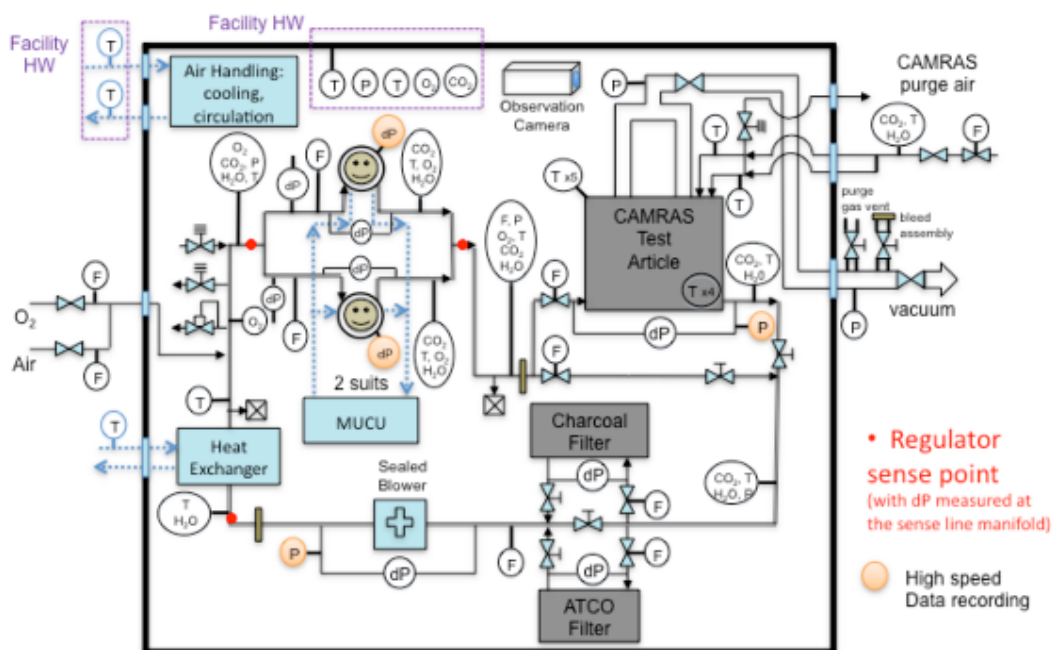 Facility HW
Facility
HW
T
T
Air Handling:
cooling,
circulation
T
P
T
O₂
CO₂
Observation
Camera
P
CAMRAS
purge air
CO₂, T
H₂O
F
T
T
purge
gas vent
bleed
assembly
vacuum
P
O₂
CO₂, P
H₂O, T
dP
F
dP
CO₂
T, O₂
H₂O
dP
dP
dP
F
O₂
dP
CO₂
T, O₂
H₂O
2 suits
MUCU
F, P
O₂, T
CO₂
H₂O
T x5
CAMRAS
Test
Article
T x4
CO₂, T
H₂0
F
dP
P
F
O₂
F
Air
F
T
T
Heat
Exchanger
T
H₂O
Sealed
Blower
P
dP
F
Charcoal
Filter
dP
F
F
dP
ATCO
Filter
CO₂, T
H₂O, P
• Regulator
sense point
(with dP measured at
the sense line manifold)
High speed
Data recording